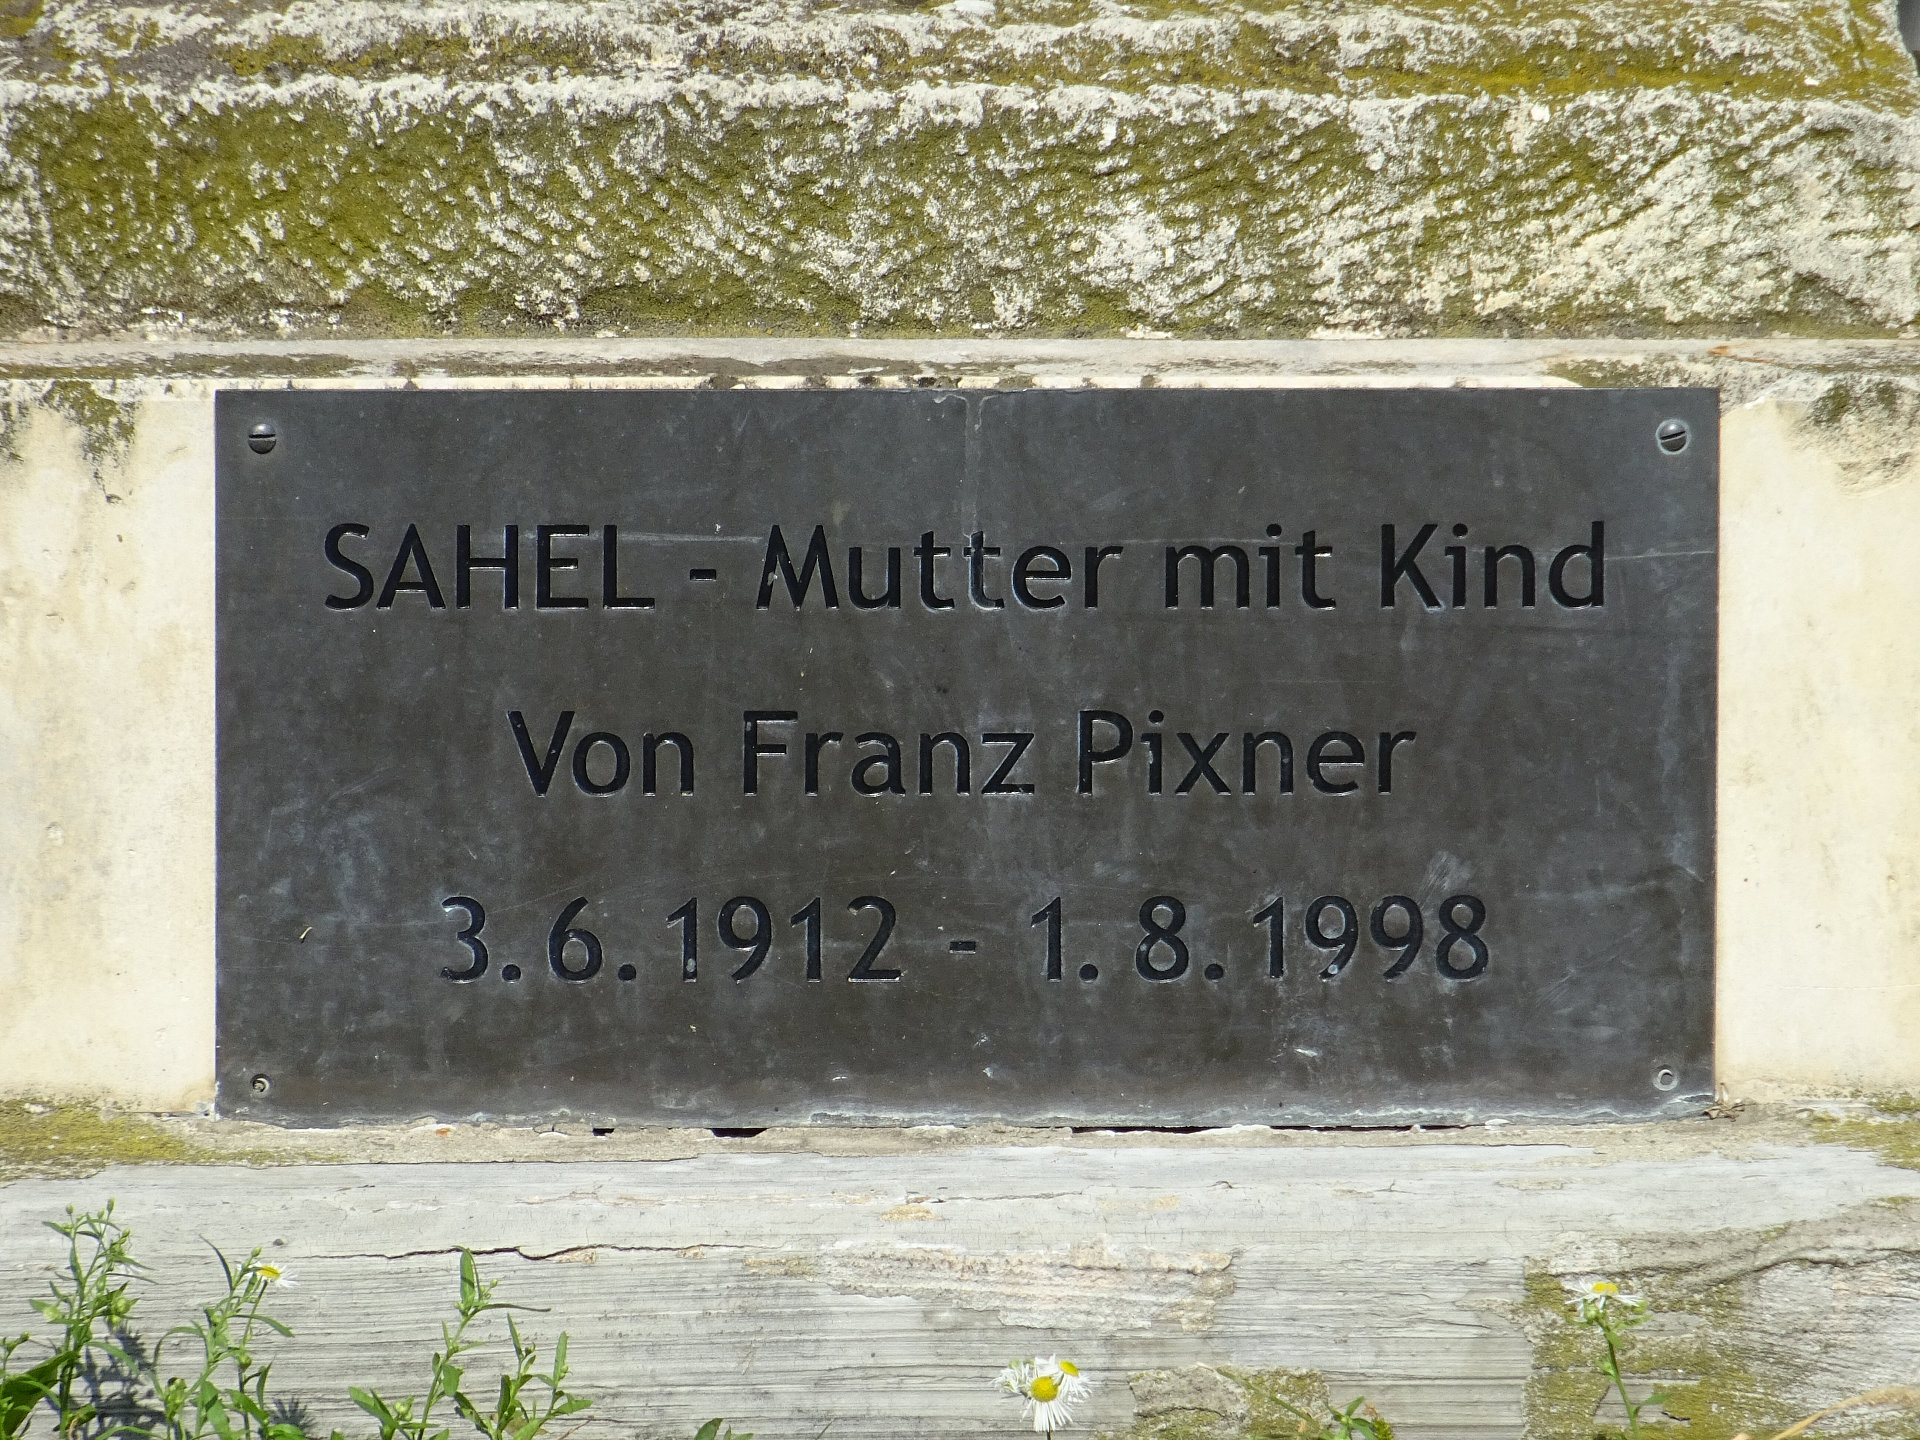 SAHEL - Mutter mit Kind
Von Franz Pixner
3.6.1912 - 1.8.1998